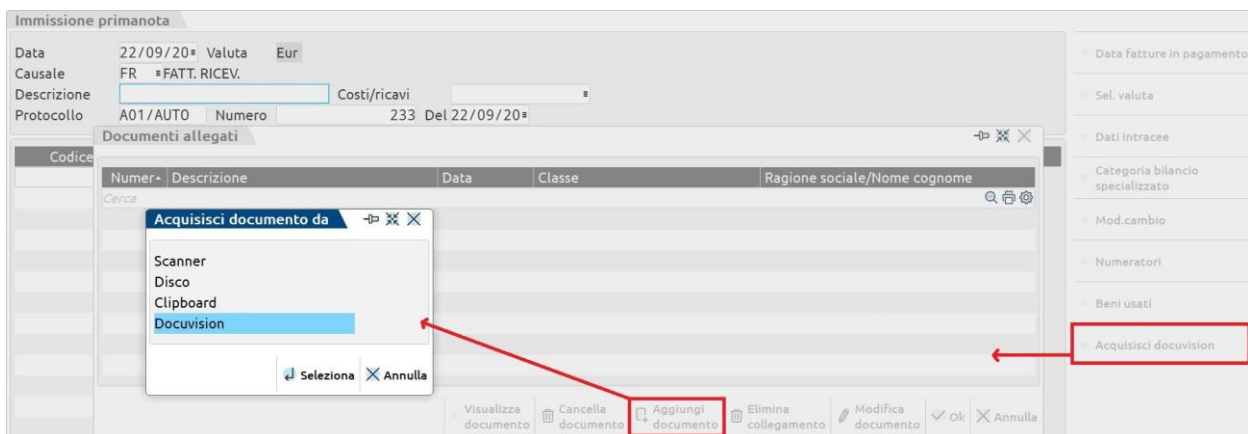 Immissione primanota
Data 22/09/20 Valuta Eur
Causale FR FATT. RICEV.
Descrizione Costi/ricavi
Protocollo A01/AUTO Numero 233 Del 22/09/20
Codice
Documenti allegati
Numer Descrizione Data Classe Ragione sociale/Nome cognome
Cerca
Acquisisci documento da
Scanner
Disco
Clipboard
Docuvision
Seleziona Annulla
Visualizza documento
Cancella documento
Aggiungi documento
Elimina collegamento
Modifica documento
Ok
Annulla
Data fatture in pagamento
Sel. valuta
Dati intracee
Categoria bilancio
specializzato
Mod.cambio
Numeratori
Beni usati
Acquisisci docuvision